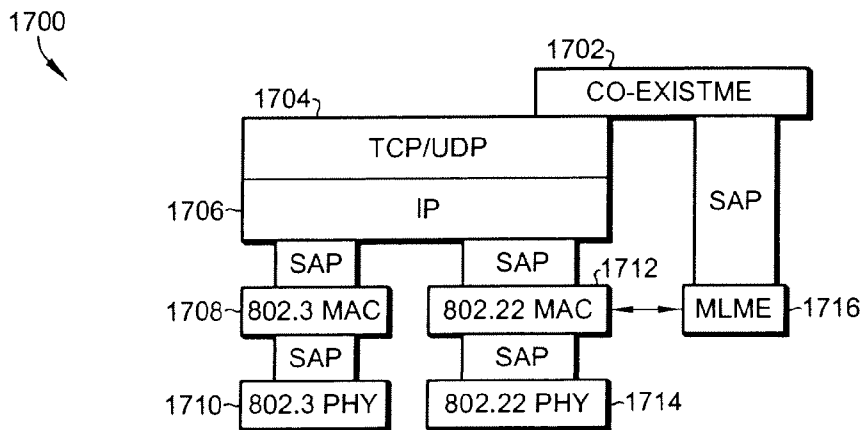 1700
1702
CO-EXISTME
1704
TCP/UDP
1706
IP
SAP
SAP
SAP
1712
1708
802.3 MAC
802.22 MAC
MLME
1716
SAP
SAP
1710
802.3 PHY
802.22 PHY
1714